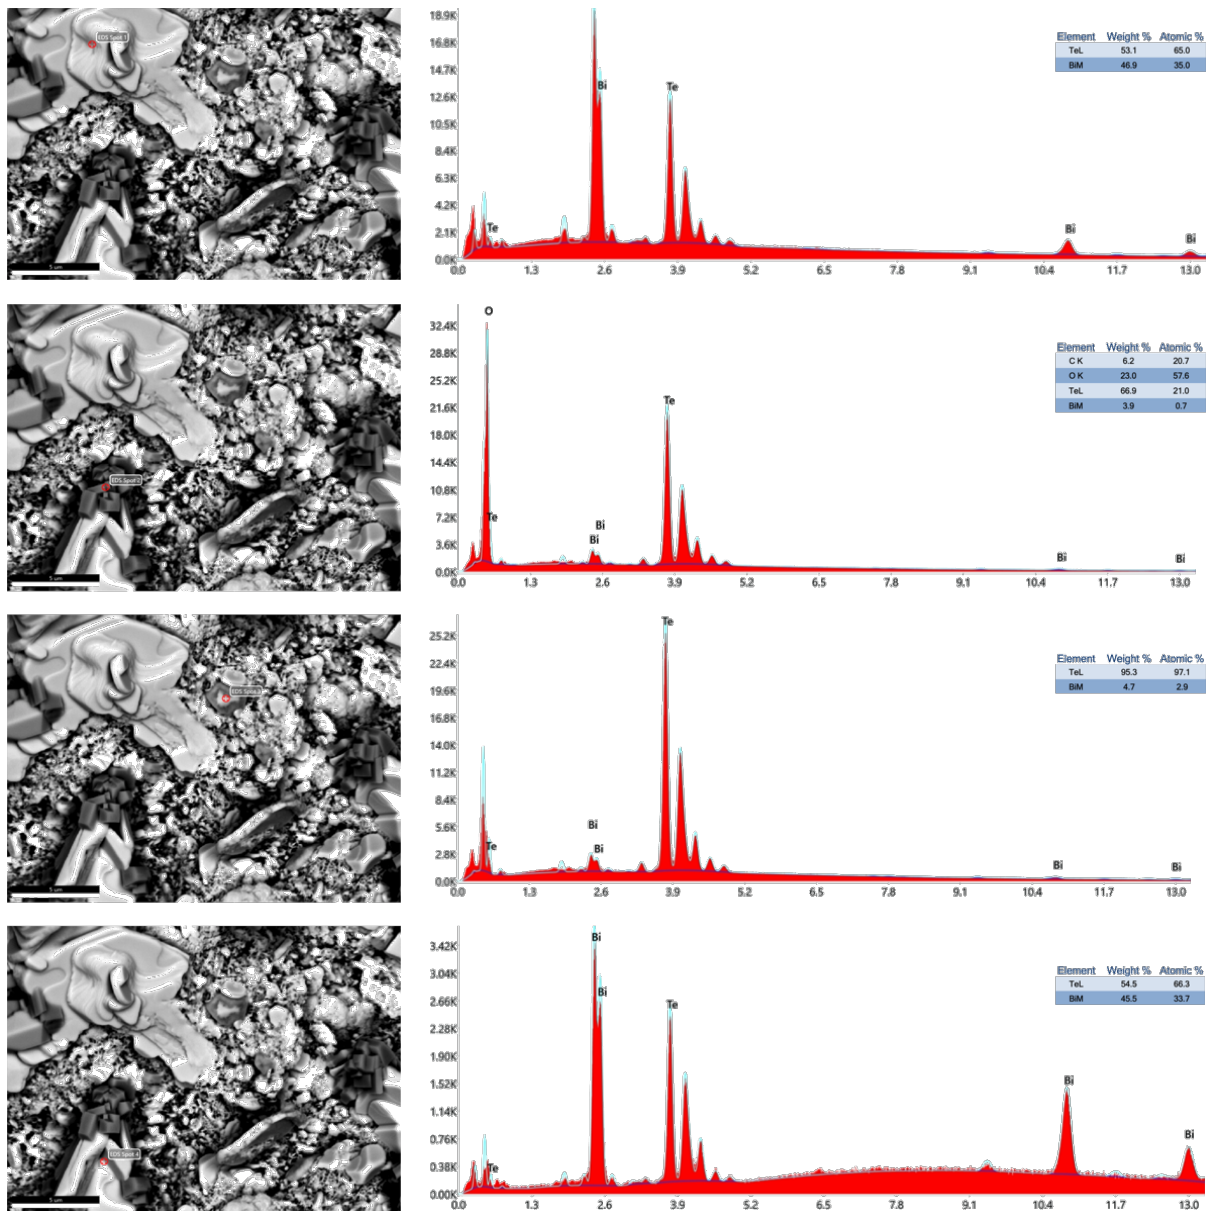 EDS Spot 1
5 um
18.9K
16.8K
14.7K
12.6K
10.5K
8.4K
6.3K
4.2K
2.1K
0.0K
Bi
Te
Te
Bi
Bi
0.0 1.3 2.6 3.9 5.2 6.5 7.8 9.1 10.4 11.7 13.0
Element Weight % Atomic %
TeL 53.1 65.0
BiM 46.9 35.0
EDS Spot 2
5 um
32.4K
28.8K
25.2K
21.6K
18.0K
14.4K
10.8K
7.2K
3.6K
0.0K
O
Te
Te
Bi
Bi
Bi
Bi
0.0 1.3 2.6 3.9 5.2 6.5 7.8 9.1 10.4 11.7 13.0
Element Weight % Atomic %
C K 6.2 20.7
O K 23.0 57.6
TeL 66.9 21.0
BiM 3.9 0.7
EDS Spot 3
5 um
25.2K
22.4K
19.6K
16.8K
14.0K
11.2K
8.4K
5.6K
2.8K
0.0K
Te
Bi
Te
Bi
Bi
Bi
0.0 1.3 2.6 3.9 5.2 6.5 7.8 9.1 10.4 11.7 13.0
Element Weight % Atomic %
TeL 95.3 97.1
BiM 4.7 2.9
EDS Spot 4
5 um
3.42K
3.04K
2.66K
2.28K
1.90K
1.52K
1.14K
0.76K
0.38K
0.00K
Bi
Bi
Te
Te
Bi
Bi
0.0 1.3 2.6 3.9 5.2 6.5 7.8 9.1 10.4 11.7 13.0
Element Weight % Atomic %
TeL 54.5 66.3
BiM 45.5 33.7